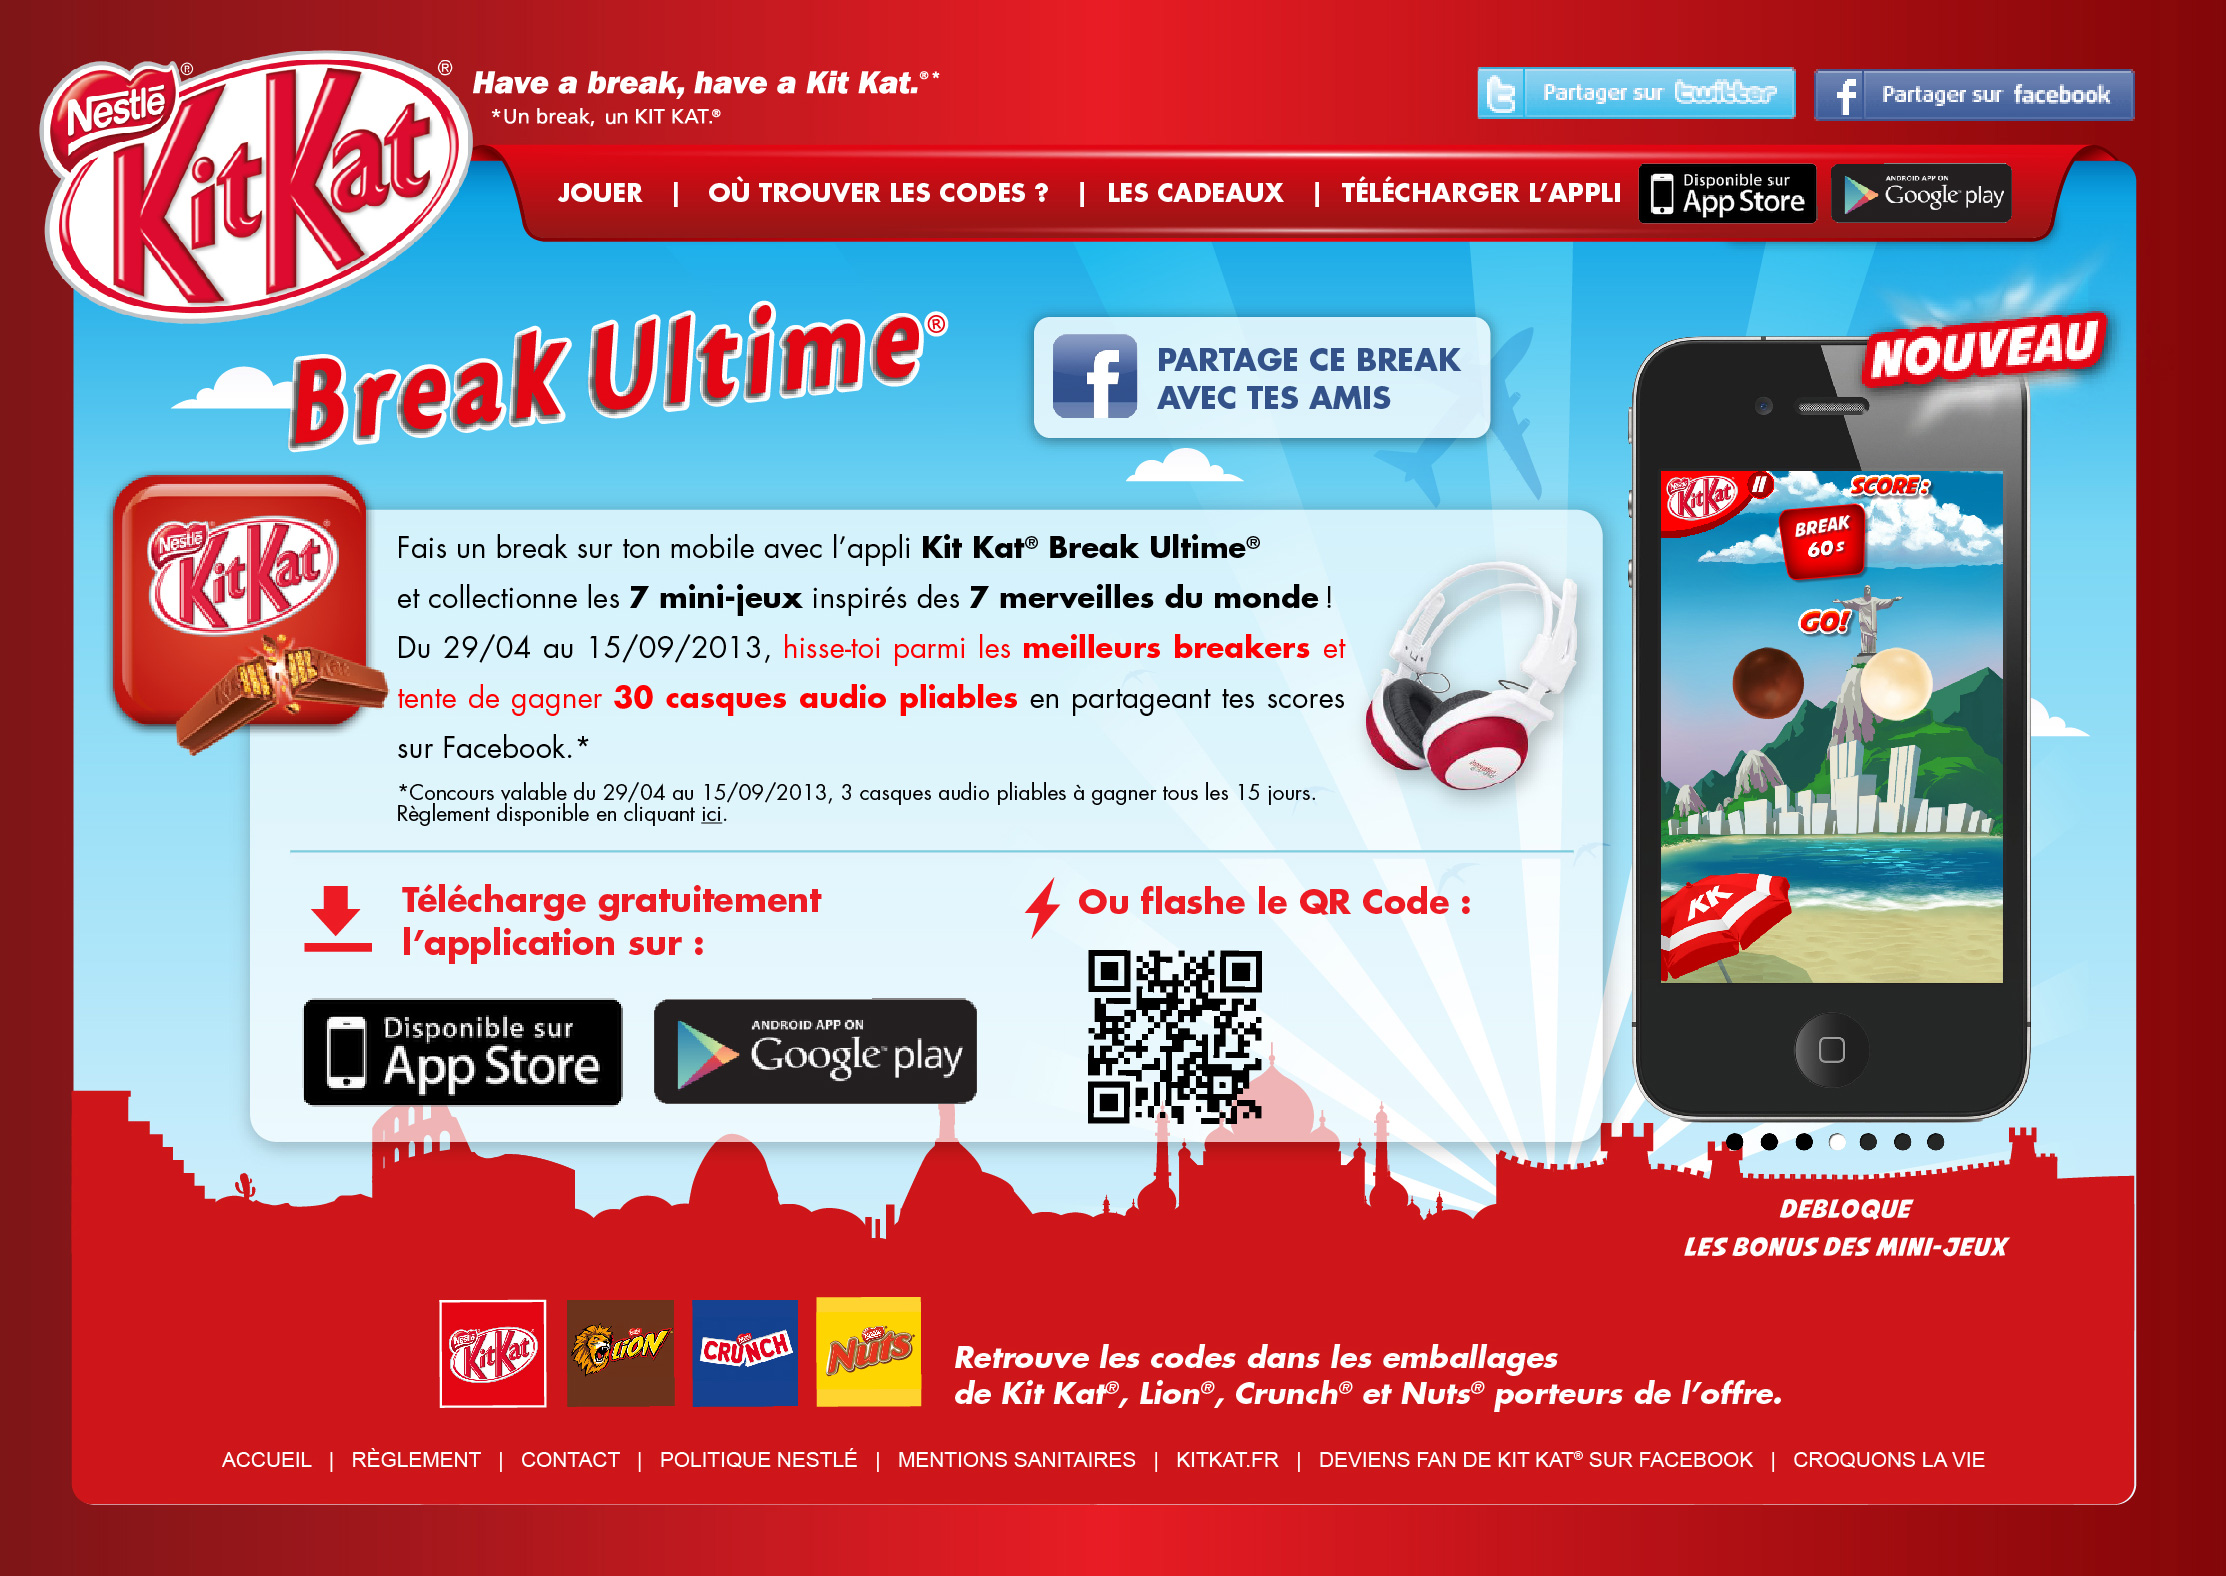 Nestlé
KitKat
Have a break, have a Kit Kat.®*
*Un break, un KIT KAT.®
Partager sur twitter
Partager sur facebook
JOUER | OÙ TROUVER LES CODES ? | LES CADEAUX | TÉLÉCHARGER L'APPLI
Disponible sur
App Store
ANDROID APP ON
Google play
Break Ultime®
PARTAGE CE BREAK
AVEC TES AMIS
NOUVEAU
Nestlé
KitKat
Fais un break sur ton mobile avec l'appli Kit Kat® Break Ultime®
et collectionne les 7 mini-jeux inspirés des 7 merveilles du monde !
Du 29/04 au 15/09/2013, hisse-toi parmi les meilleurs breakers et
tente de gagner 30 casques audio pliables en partageant tes scores
sur Facebook.*
*Concours valable du 29/04 au 15/09/2013, 3 casques audio pliables à gagner tous les 15 jours.
Règlement disponible en cliquant ici.
Nestlé
KitKat
SCORE:
BREAK
60 s
GO!
KK
Télécharge gratuitement
l'application sur :
Ou flashe le QR Code :
Disponible sur
App Store
ANDROID APP ON
Google play
DEBLOQUE
LES BONUS DES MINI-JEUX
Nestlé
KitKat
LION
CRUNCH
Nuts
Retrouve les codes dans les emballages
de Kit Kat®, Lion®, Crunch® et Nuts® porteurs de l'offre.
ACCUEIL | RÈGLEMENT | CONTACT | POLITIQUE NESTLÉ | MENTIONS SANITAIRES | KITKAT.FR | DEVIENS FAN DE KIT KAT® SUR FACEBOOK | CROQUONS LA VIE